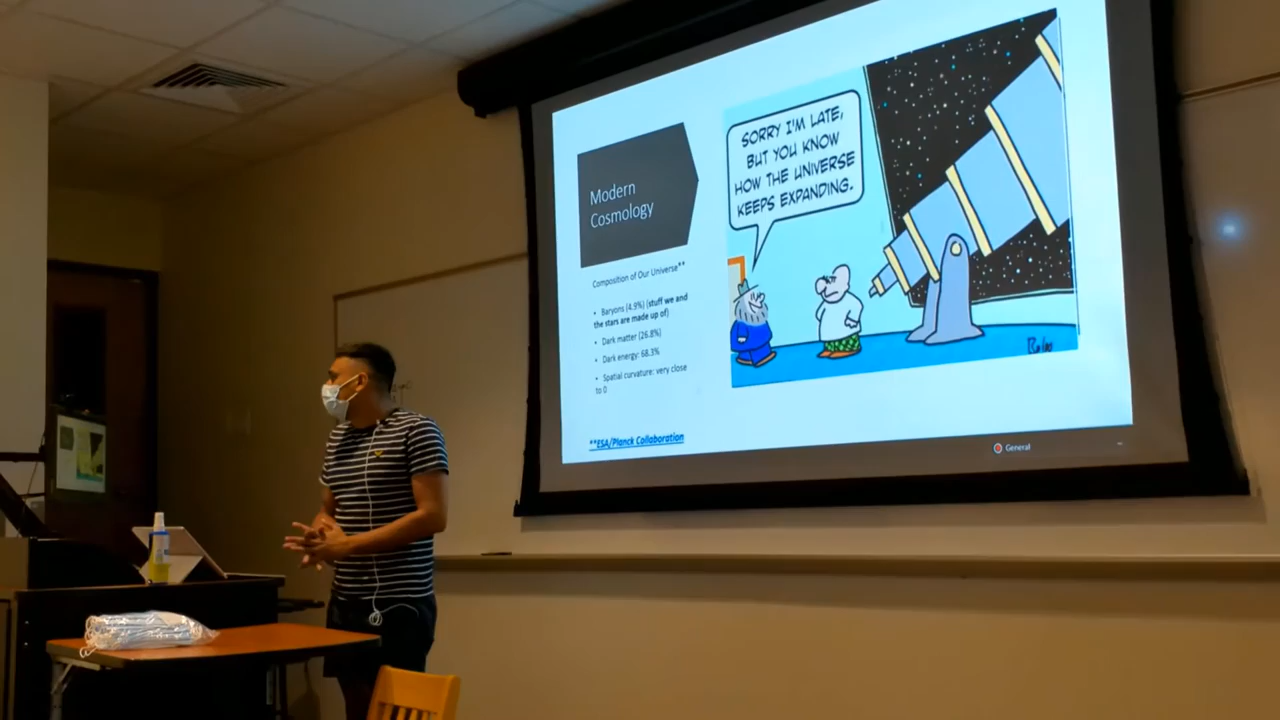 Modern
Cosmology
Composition of Our Universe**
• Baryons (4.9%) (stuff we and
the stars are made up of)
• Dark matter (26.8%)
• Dark energy: 68.3%
• Spatial curvature: very close
to 0
**ESA/Planck Collaboration
SORRY I'M LATE,
BUT YOU KNOW
HOW THE UNIVERSE
KEEPS EXPANDING.
General